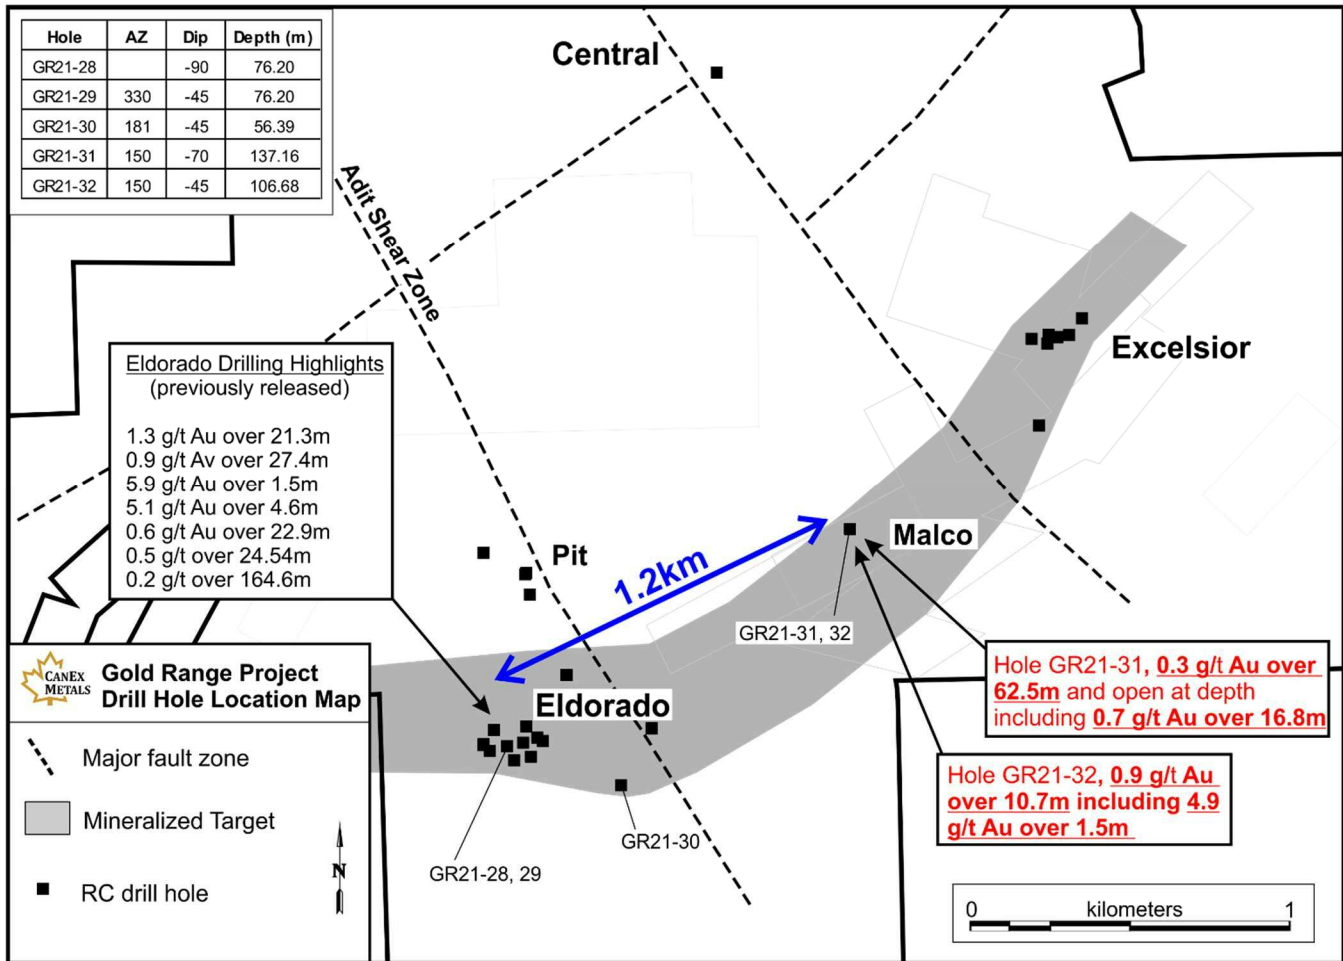 Hole AZ Dip Depth (m)
GR21-28 -90 76.20
GR21-29 330 -45 76.20
GR21-30 181 -45 56.39
GR21-31 150 -70 137.16
GR21-32 150 -45 106.68
Central
Adit Shear Zone
Excelsior
Eldorado Drilling Highlights
(previously released)
1.3 g/t Au over 21.3m
0.9 g/t Av over 27.4m
5.9 g/t Au over 1.5m
5.1 g/t Au over 4.6m
0.6 g/t Au over 22.9m
0.5 g/t over 24.54m
0.2 g/t over 164.6m
Pit
1.2km
Malco
GR21-31, 32
Eldorado
Hole GR21-31, 0.3 g/t Au over
62.5m and open at depth
including 0.7 g/t Au over 16.8m
Hole GR21-32, 0.9 g/t Au
over 10.7m including 4.9
g/t Au over 1.5m
GR21-30
GR21-28, 29
CANEX
METALS
Gold Range Project
Drill Hole Location Map
Major fault zone
Mineralized Target
RC drill hole
N
0 kilometers 1